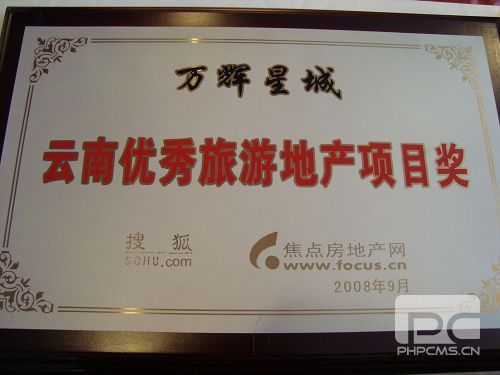 万辉星城
云南优秀旅游地产项目奖
搜狐
SOHU.com
焦点房地产网
www.focus.cn
2008年9月
PC
PHPCMS.CN